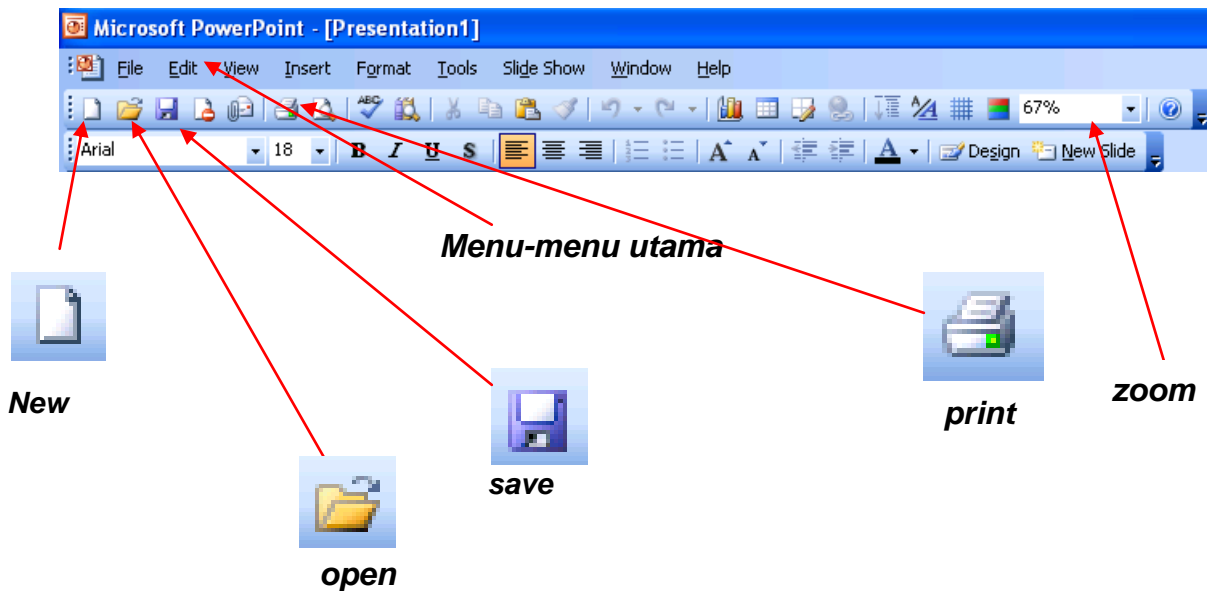 Microsoft PowerPoint - [Presentation1]
File Edit View Insert Format Tools Slide Show Window Help
ABC A/A 67% ?
Arial 18 B I U S A A A Design New Slide
Menu-menu utama
New
zoom
print
save
open